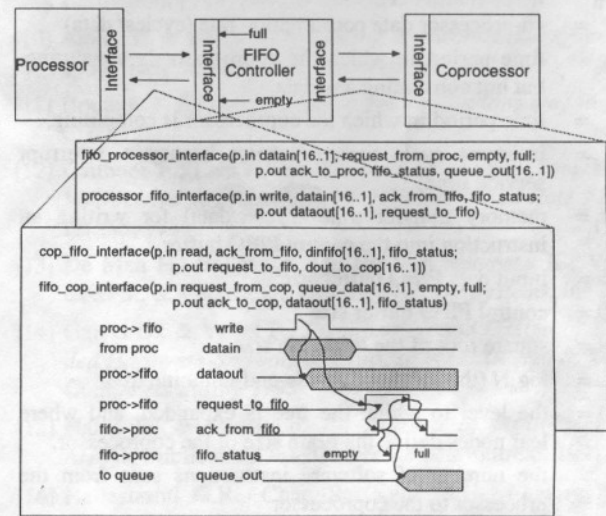 full
Processor
Interface
Interface
FIFO
Controller
Interface
Interface
Coprocessor
empty
fifo_processor_interface(p.in datain[16..1], request_from_proc, empty, full;
p.out ack_to_proc, fifo_status, queue_out[16..1])
processor_fifo_interface(p.in write, datain[16..1], ack_from_fifo, fifo_status;
p.out dataout[16..1], request_to_fifo)
cop_fifo_interface(p.in read, ack_from_fifo, dinfifo[16..1], fifo_status;
p.out request_to_fifo, dout_to_cop[16..1])
fifo_cop_interface(p.in request_from_cop, queue_data[16..1], empty, full;
p.out ack_to_cop, dataout[16..1], fifo_status)
proc-> fifo write
from proc datain
proc->fifo dataout
proc->fifo request_to_fifo
fifo->proc ack_from_fifo
fifo->proc fifo_status empty full
to queue queue_out